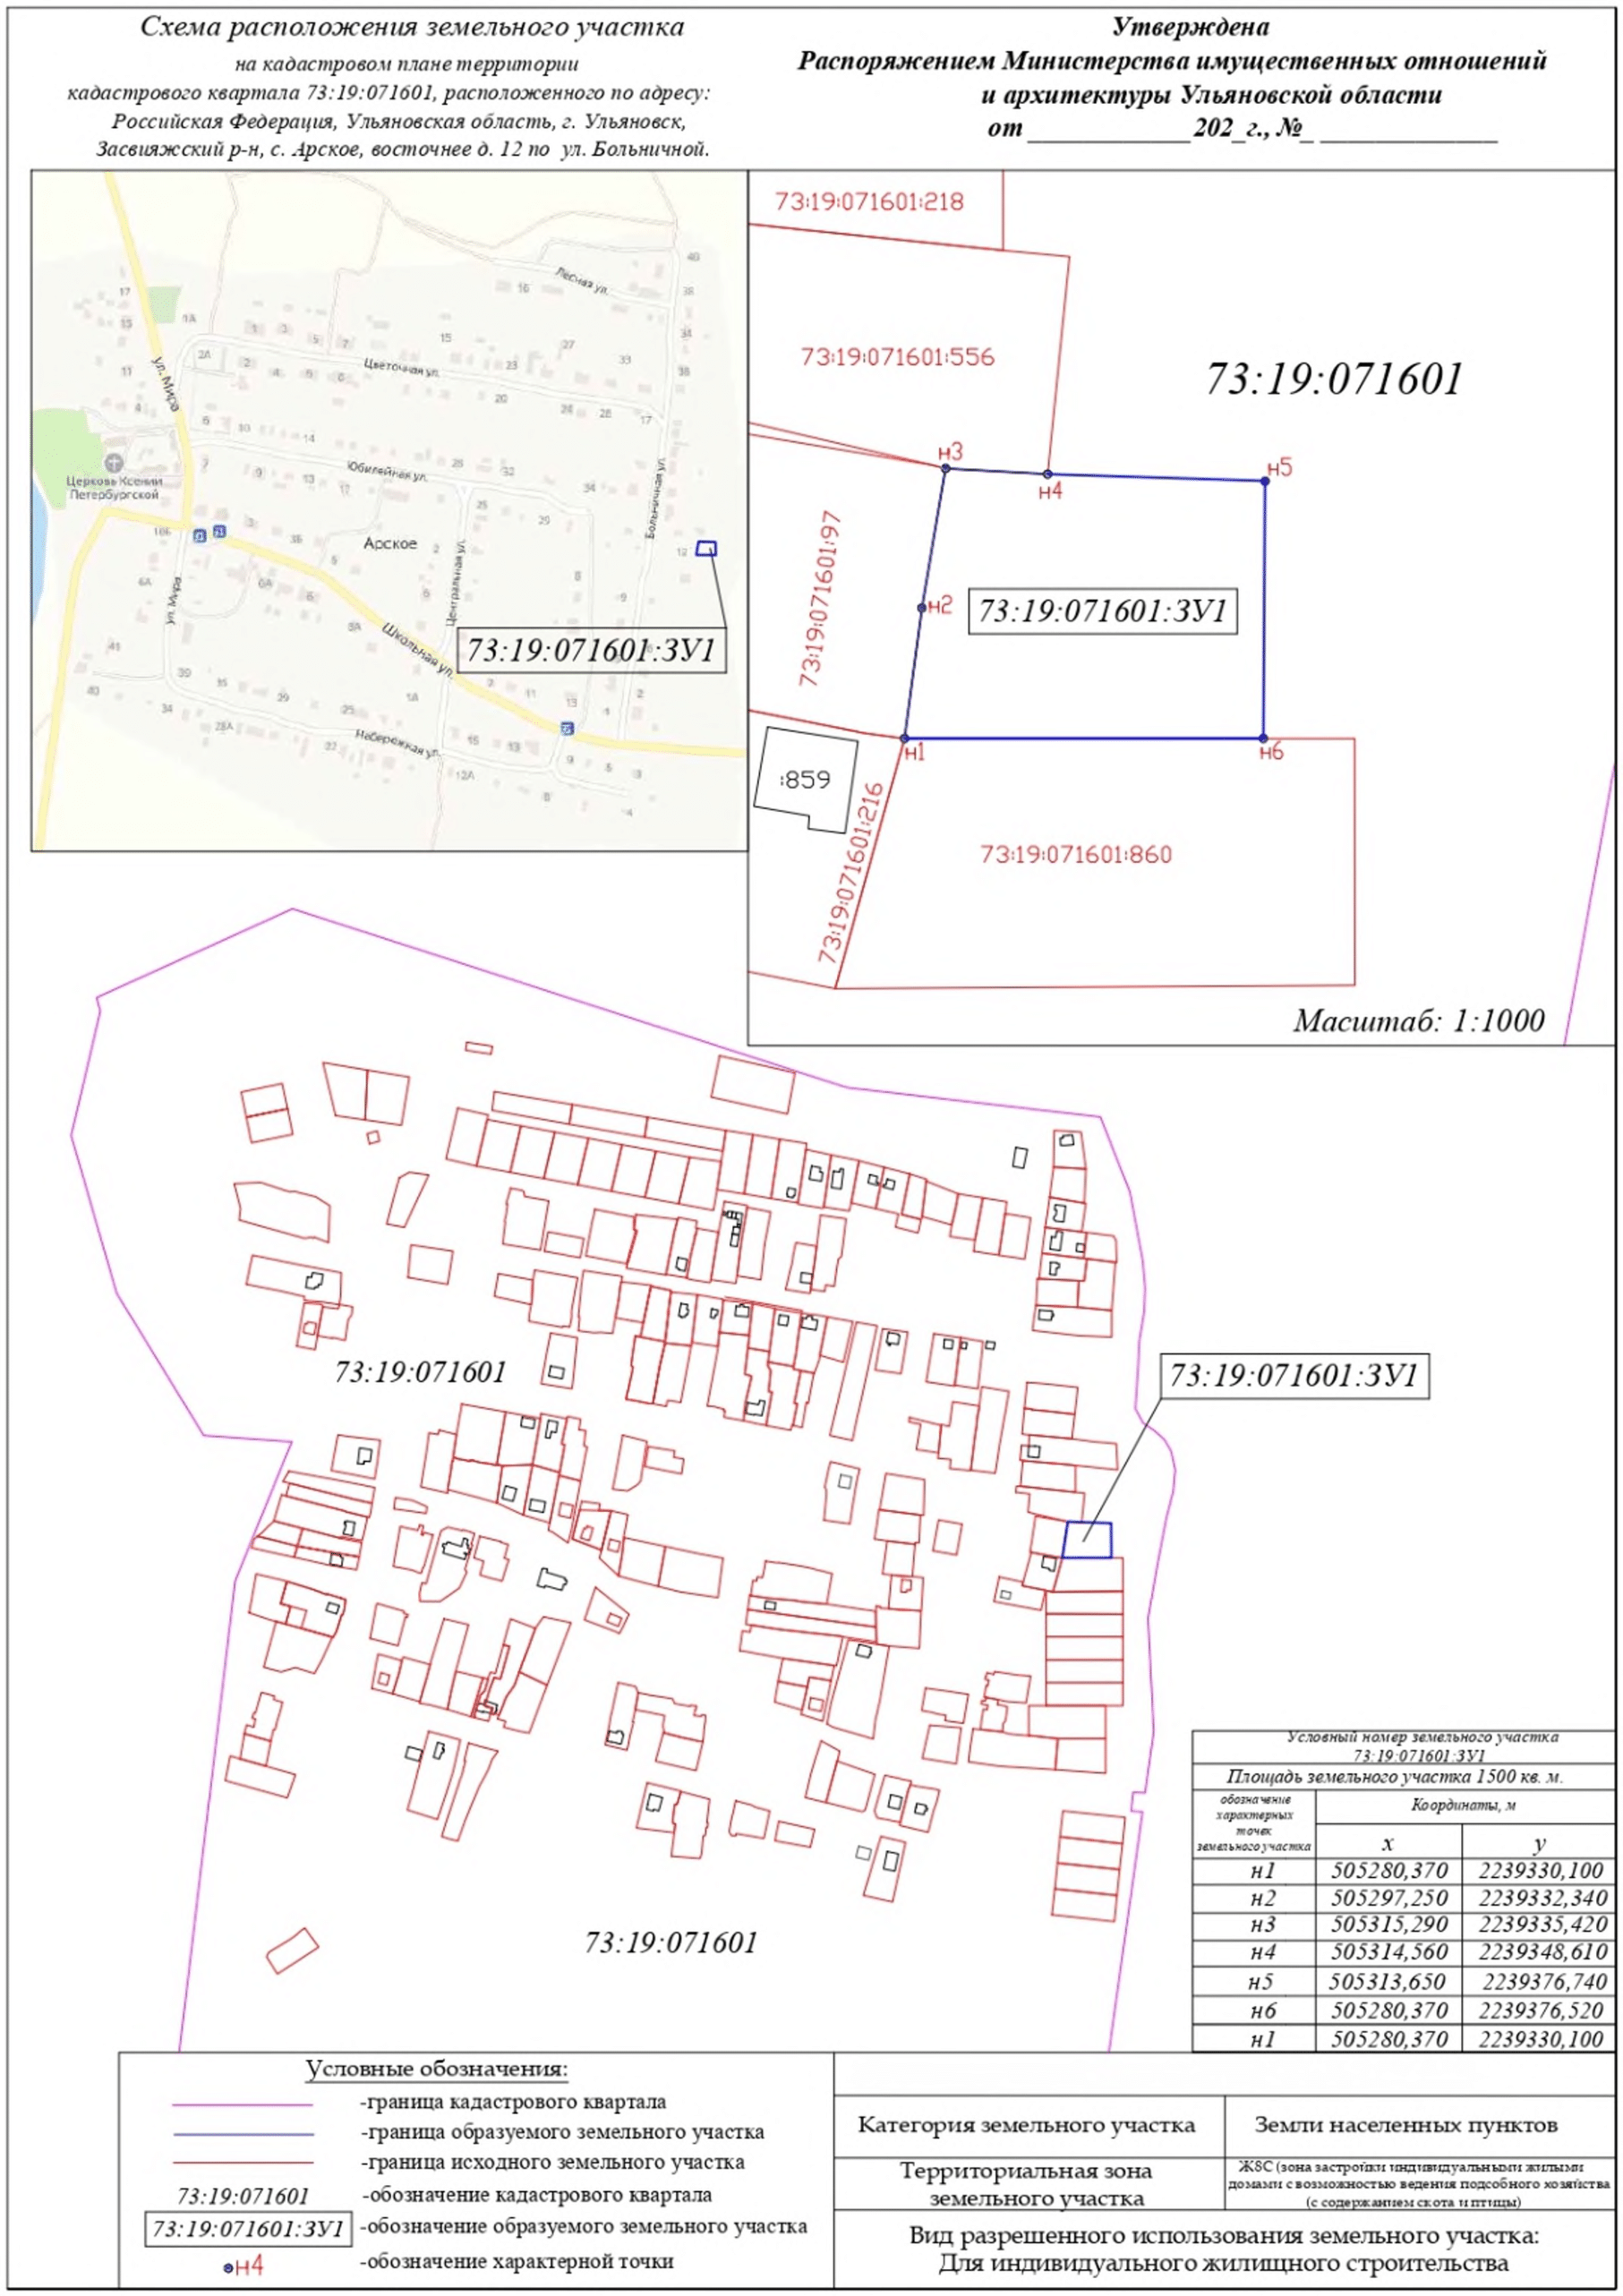 Схема расположения земельного участка
на кадастровом плане территории
кадастрового квартала 73:19:071601, расположенного по адресу:
Российская Федерация, Ульяновская область, г. Ульяновск,
Засвияжский р-н, с. Арское, восточнее д. 12 по ул. Больничной.
Утверждена
Распоряжением Министерства имущественных отношений
и архитектуры Ульяновской области
от ____________ 202_г., №_ _____________
Лесная ул.
Цветочная ул.
ул. Мира
Юбилейная ул.
Больничная ул.
Церковь Ксении
Петербургской
Арское
Центральная ул.
ул. Мира
Школьная ул.
Набережная ул.
12
73:19:071601:ЗУ1
73:19:071601:218
73:19:071601:556
73:19:071601
н3
н4
н5
73:19:071601:97
н2
73:19:071601:ЗУ1
н1
н6
:859
73:19:071601:216
73:19:071601:860
Масштаб: 1:1000
73:19:071601
73:19:071601:ЗУ1
73:19:071601
Условный номер земельного участка
73:19:071601:ЗУ1
Площадь земельного участка 1500 кв. м.
обозначение
характерных
точек
земельного участка
Координаты, м
x y
н1 505280,370 2239330,100
н2 505297,250 2239332,340
н3 505315,290 2239335,420
н4 505314,560 2239348,610
н5 505313,650 2239376,740
н6 505280,370 2239376,520
н1 505280,370 2239330,100
Условные обозначения:
-граница кадастрового квартала
-граница образуемого земельного участка
-граница исходного земельного участка
73:19:071601 -обозначение кадастрового квартала
73:19:071601:ЗУ1 -обозначение образуемого земельного участка
н4 -обозначение характерной точки
Категория земельного участка
Земли населенных пунктов
Территориальная зона
земельного участка
Ж8С (зона застройки индивидуальными жилыми
домами с возможностью ведения подсобного хозяйства
(с содержанием скота и птицы)
Вид разрешенного использования земельного участка:
Для индивидуального жилищного строительства